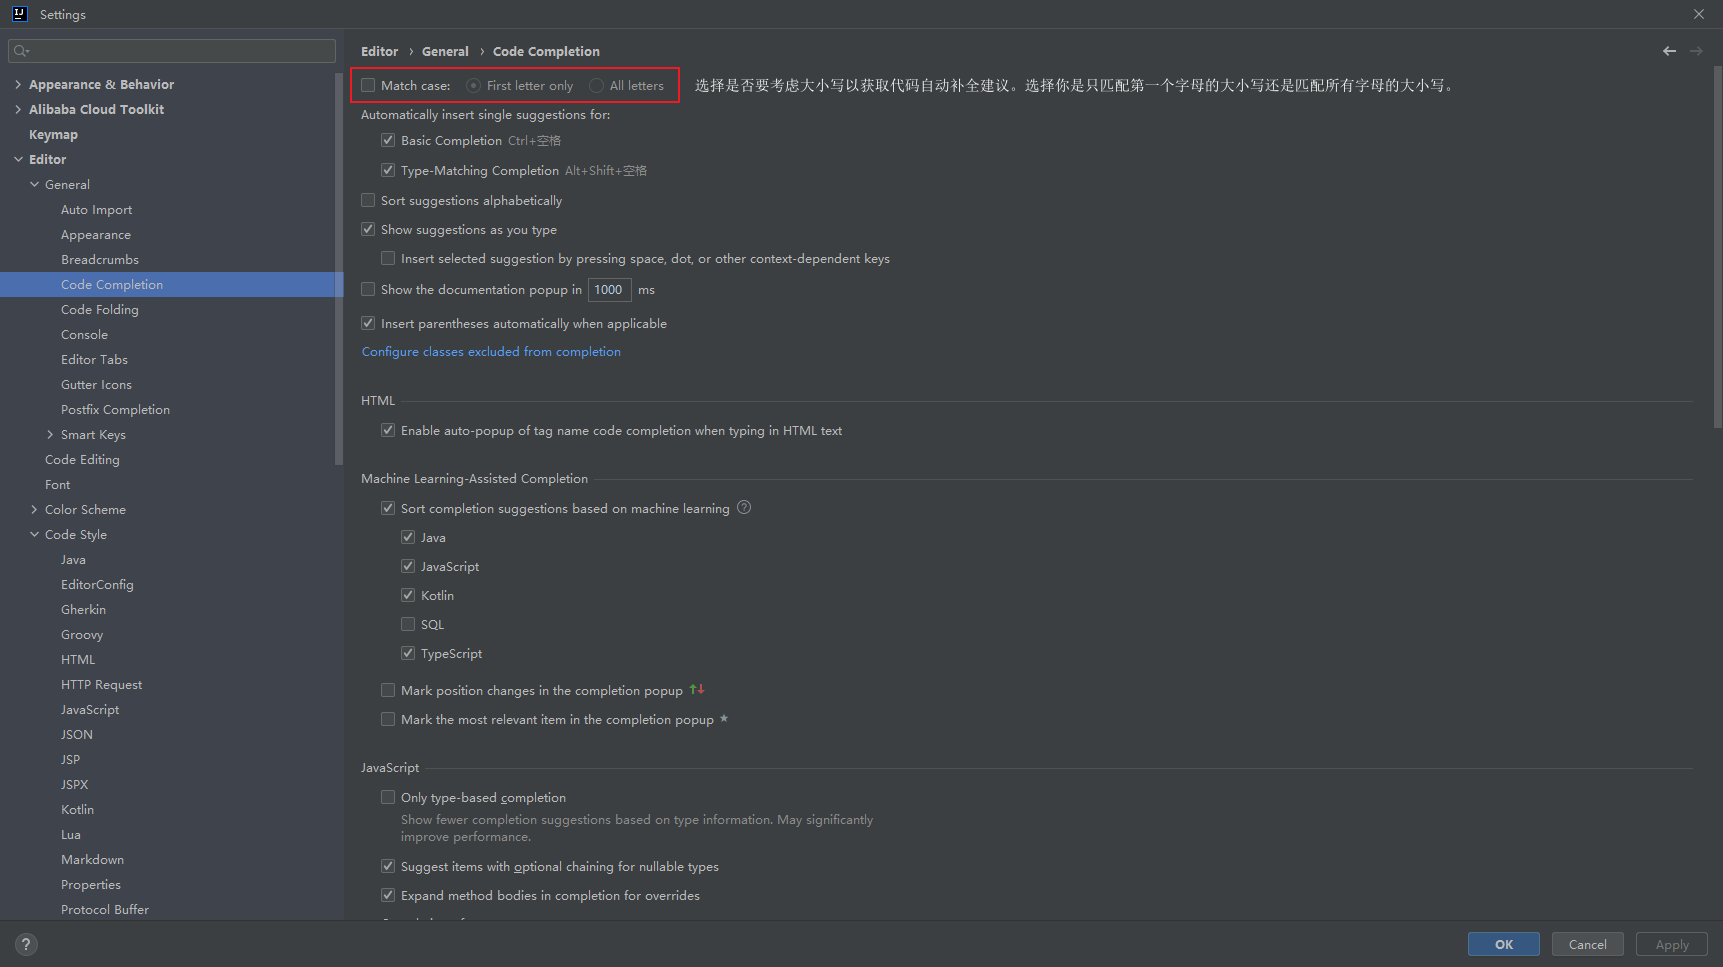 IJ Settings
Appearance & Behavior
Alibaba Cloud Toolkit
Keymap
Editor
General
Auto Import
Appearance
Breadcrumbs
Code Completion
Code Folding
Console
Editor Tabs
Gutter Icons
Postfix Completion
Smart Keys
Code Editing
Font
Color Scheme
Code Style
Java
EditorConfig
Gherkin
Groovy
HTML
HTTP Request
JavaScript
JSON
JSP
JSPX
Kotlin
Lua
Markdown
Properties
Protocol Buffer
Editor › General › Code Completion
Match case: First letter only All letters 选择是否要考虑大小写以获取代码自动补全建议。选择你是只匹配第一个字母的大小写还是匹配所有字母的大小写。
Automatically insert single suggestions for:
Basic Completion Ctrl+空格
Type-Matching Completion Alt+Shift+空格
Sort suggestions alphabetically
Show suggestions as you type
Insert selected suggestion by pressing space, dot, or other context-dependent keys
Show the documentation popup in 1000 ms
Insert parentheses automatically when applicable
Configure classes excluded from completion
HTML
Enable auto-popup of tag name code completion when typing in HTML text
Machine Learning-Assisted Completion
Sort completion suggestions based on machine learning ?
Java
JavaScript
Kotlin
SQL
TypeScript
Mark position changes in the completion popup ↑↓
Mark the most relevant item in the completion popup ★
JavaScript
Only type-based completion
Show fewer completion suggestions based on type information. May significantly
improve performance.
Suggest items with optional chaining for nullable types
Expand method bodies in completion for overrides
? OK Cancel Apply